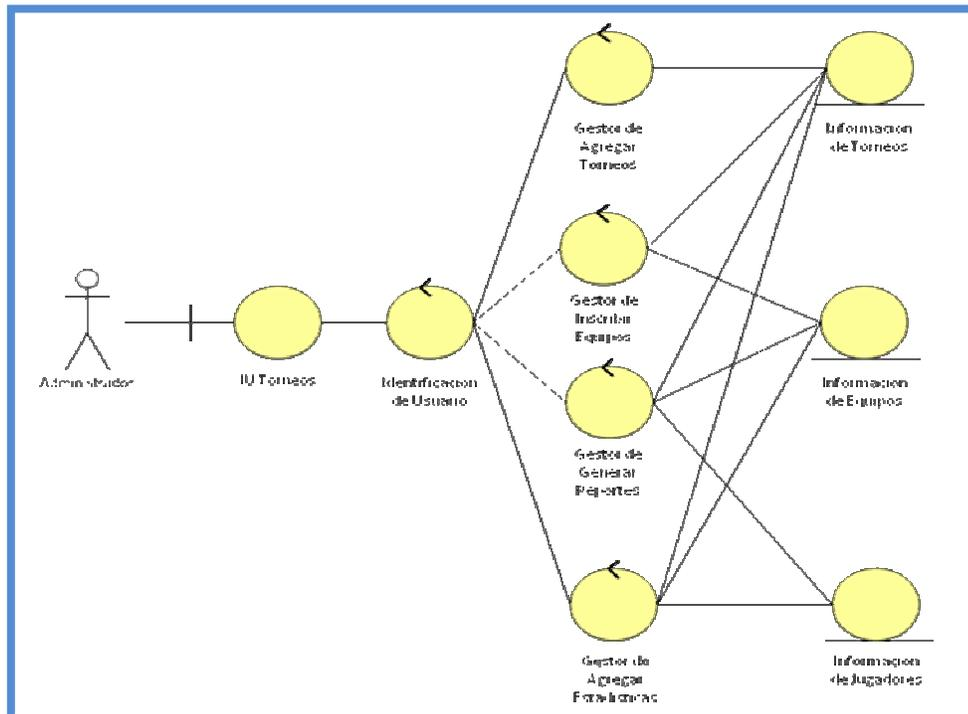 Gestor de
Agregar
Torneos
Informacion
de Torneos
Gestor de
Inscribir
Equipos
Administrador
IU Torneos
Identificacion
de Usuario
Informacion
de Equipos
Gestor de
Generar
Reportes
Gestor de
Agregar
Estadisticas
Informacion
de Jugadores